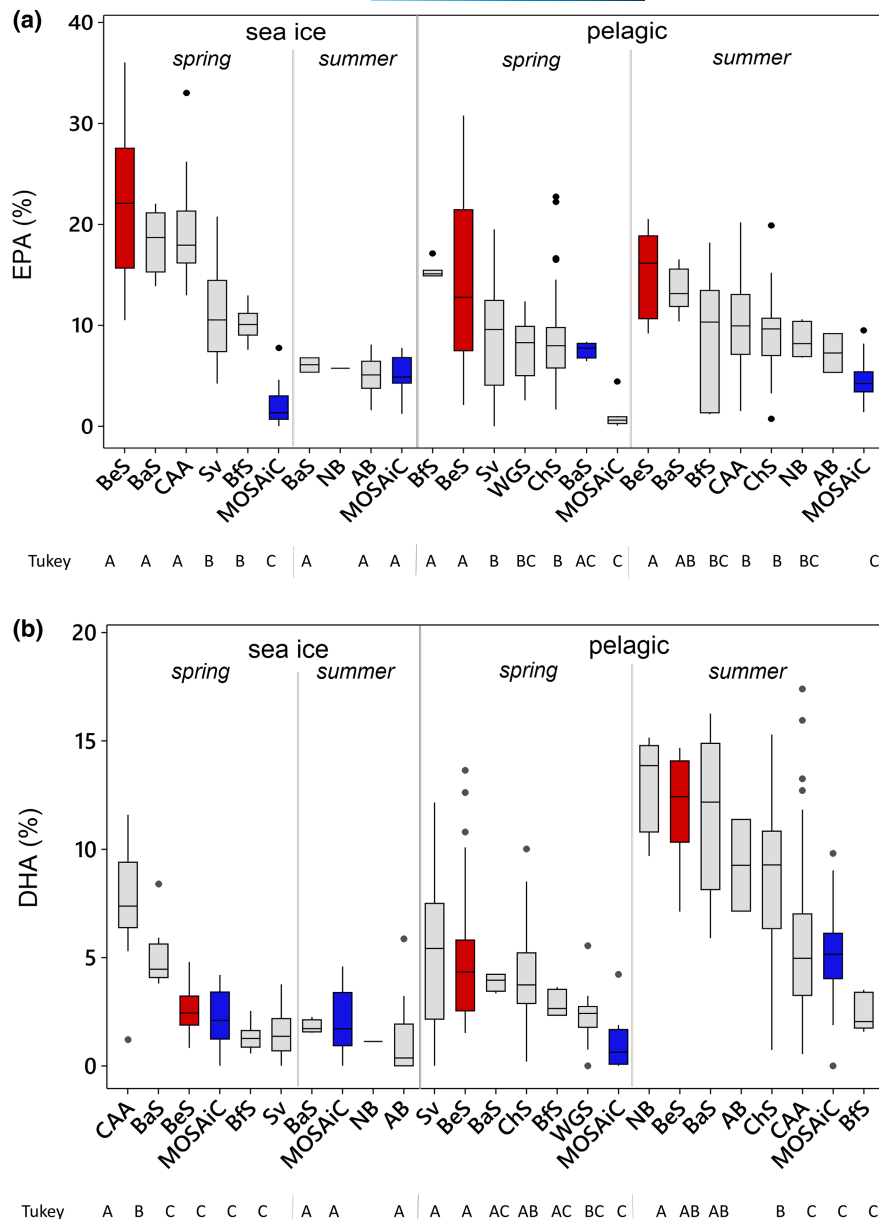 (a)
sea ice
pelagic
spring
summer
spring
summer
40
30
20
10
0
EPA (%)
BeS BaS CAA Sv BfS MOSAiC BaS NB AB MOSAiC BfS BeS Sv WGS ChS BaS MOSAiC BeS BaS BfS CAA ChS NB AB MOSAiC
Tukey A A A B B C A A A A A B BC B AC C A AB BC B B BC C
(b)
sea ice
pelagic
spring
summer
spring
summer
20
15
10
5
0
DHA (%)
CAA BaS BeS MOSAiC BfS Sv BaS MOSAiC NB AB Sv BeS BaS ChS BfS WGS MOSAiC NB BeS BaS AB ChS CAA MOSAiC BfS
Tukey A B C C C C A A A A A AC AB AC BC C A AB AB B C C C